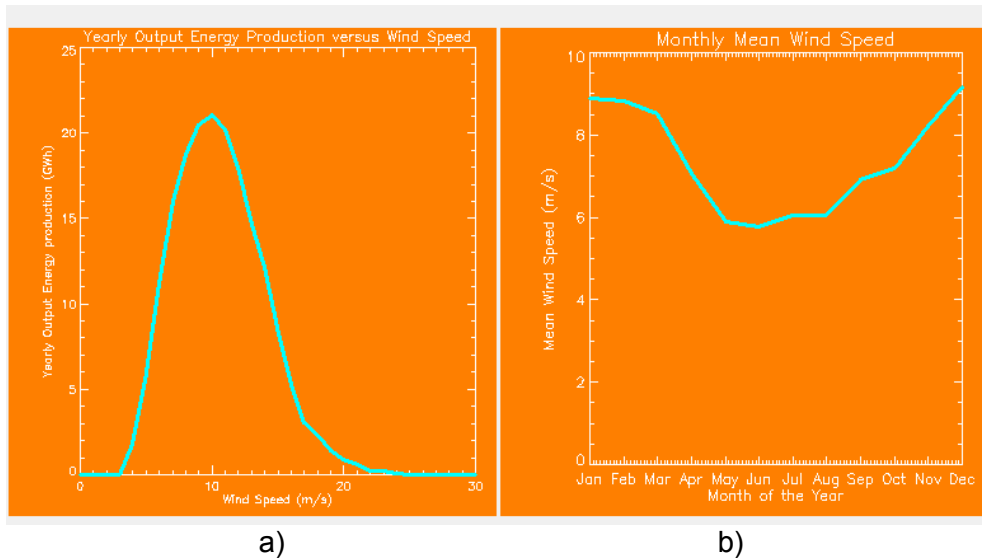 Yearly Output Energy Production versus Wind Speed
25
20
15
10
5
0
Yearly Output Energy production (GWh)
0 10 20 30
Wind Speed (m/s)
a)
Monthly Mean Wind Speed
10
8
6
4
2
0
Mean Wind Speed (m/s)
Jan Feb Mar Apr May Jun Jul Aug Sep Oct Nov Dec
Month of the Year
b)